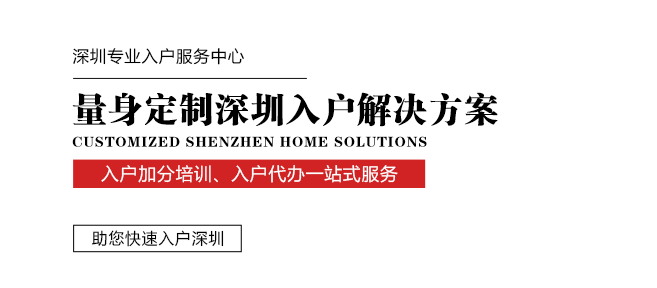 深圳专业入户服务中心
量身定制深圳入户解决方案
CUSTOMIZED SHENZHEN HOME SOLUTIONS
入户加分培训、入户代办一站式服务
助您快速入户深圳